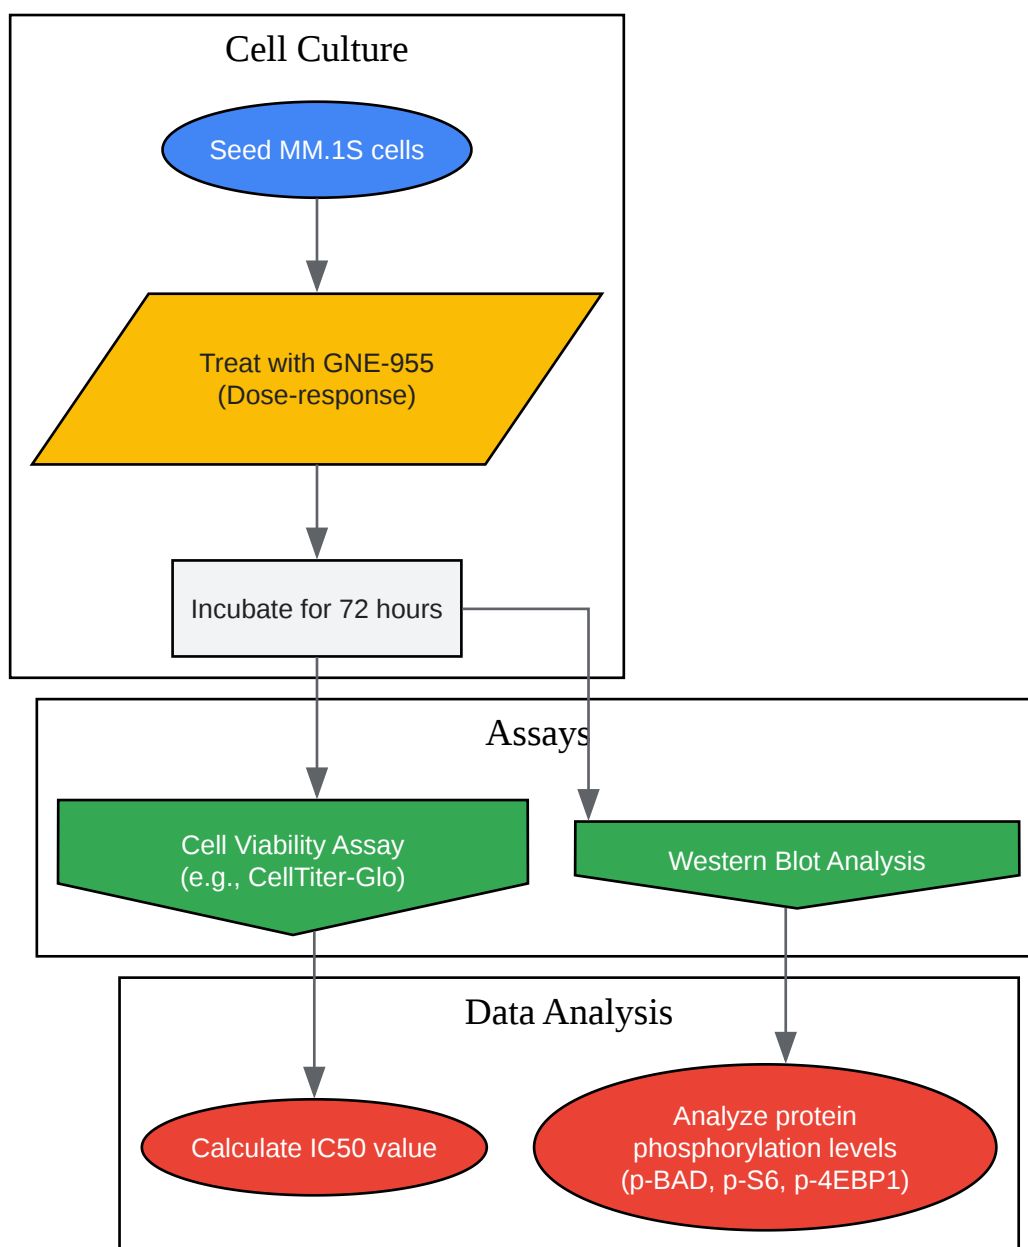 Cell Culture
Seed MM.1S cells
Treat with GNE-955
(Dose-response)
Incubate for 72 hours
Assays
Cell Viability Assay
(e.g., CellTiter-Glo)
Western Blot Analysis
Data Analysis
Calculate IC50 value
Analyze protein
phosphorylation levels
(p-BAD, p-S6, p-4EBP1)